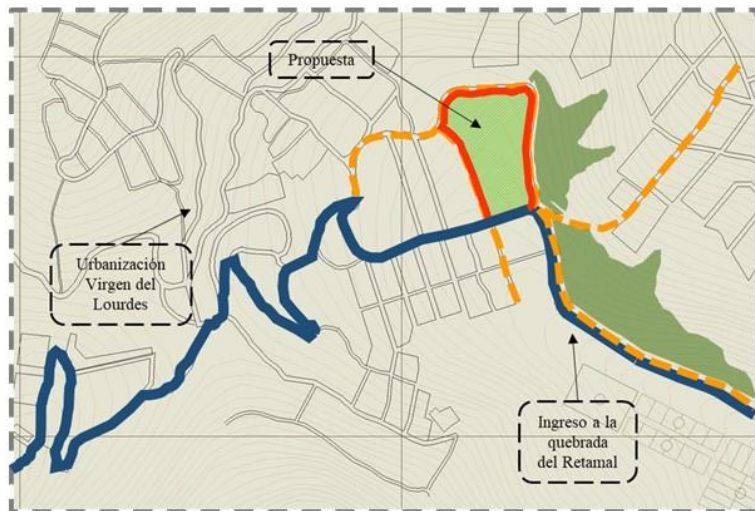 Propuesta
Urbanización
Virgen del
Lourdes
Ingreso a la
quebrada
del Retamal